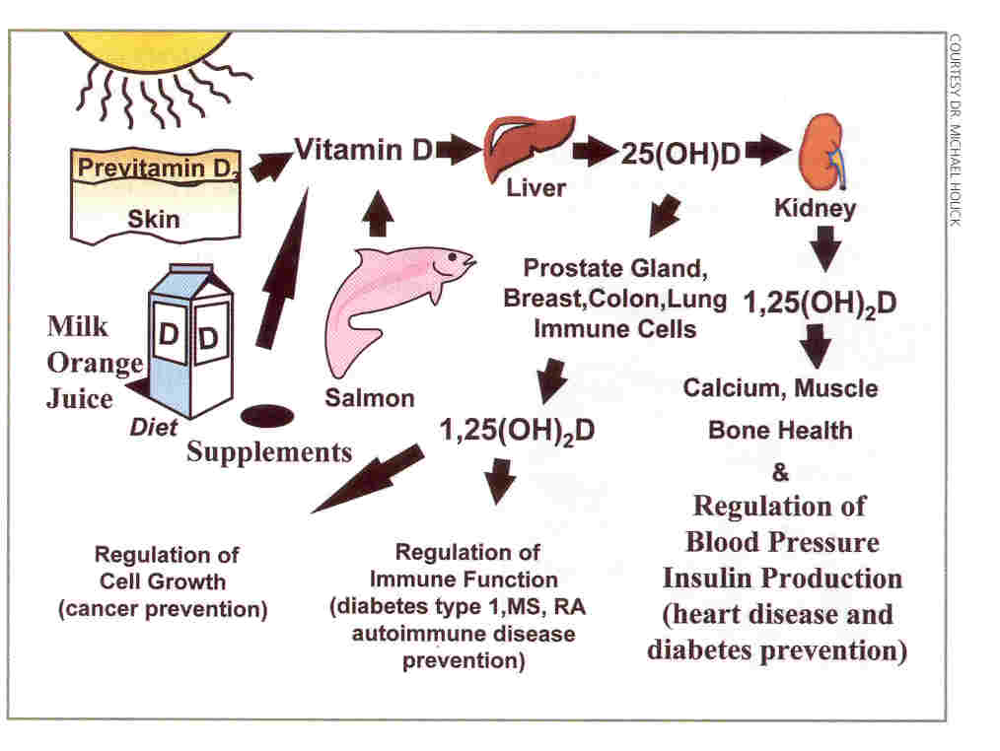 COURTESY DR. MICHAEL HOLICK
Vitamin D
25(OH)D
Previtamin D₃
Skin
Liver
Kidney
Prostate Gland,
Breast,Colon,Lung
Immune Cells
1,25(OH)₂D
Milk
Orange
Juice
D D
Diet
Supplements
Salmon
1,25(OH)₂D
Calcium, Muscle
Bone Health
&
Regulation of
Blood Pressure
Insulin Production
(heart disease and
diabetes prevention)
Regulation of
Cell Growth
(cancer prevention)
Regulation of
Immune Function
(diabetes type 1,MS, RA
autoimmune disease
prevention)